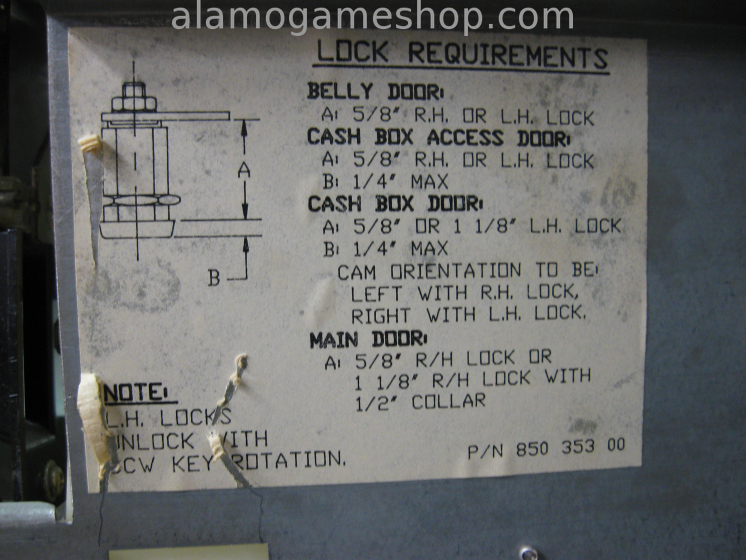 alamogameshop.com
LOCK REQUIREMENTS
BELLY DOOR:
A: 5/8" R.H. OR L.H. LOCK
CASH BOX ACCESS DOOR:
A: 5/8" R.H. OR L.H. LOCK
B: 1/4" MAX
CASH BOX DOOR:
A: 5/8" OR 1 1/8" L.H. LOCK
B: 1/4" MAX
CAM ORIENTATION TO BE:
LEFT WITH R.H. LOCK,
RIGHT WITH L.H. LOCK.
MAIN DOOR:
A: 5/8" R/H LOCK OR
1 1/8" R/H LOCK WITH
1/2" COLLAR
A
B
NOTE:
L.H. LOCKS
UNLOCK WITH
CCW KEY ROTATION.
P/N 850 353 00